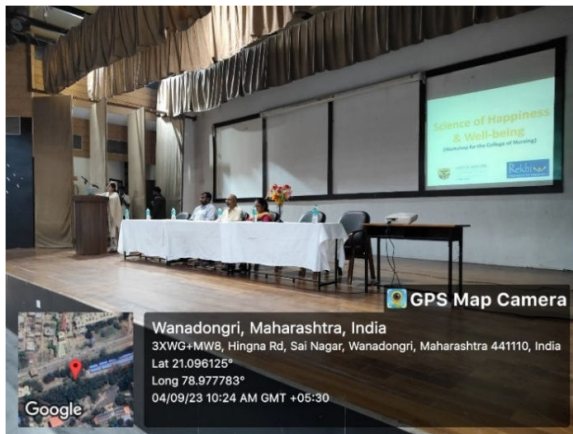 Science of Happiness
& Well-being
(Workshop for the College of Nursing)
Rekhi
GPS Map Camera
Wanadongri, Maharashtra, India
3XWG+MW8, Hingna Rd, Sai Nagar, Wanadongri, Maharashtra 441110, India
Lat 21.096125°
Long 78.977783°
04/09/23 10:24 AM GMT +05:30
Google